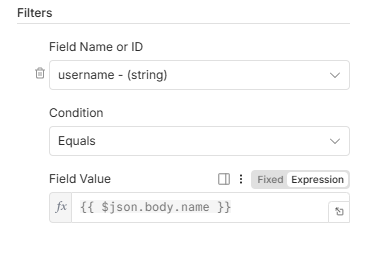 Filters
Field Name or ID
username - (string)
Condition
Equals
Field Value
Fixed Expression
fx {{ $json.body.name }}